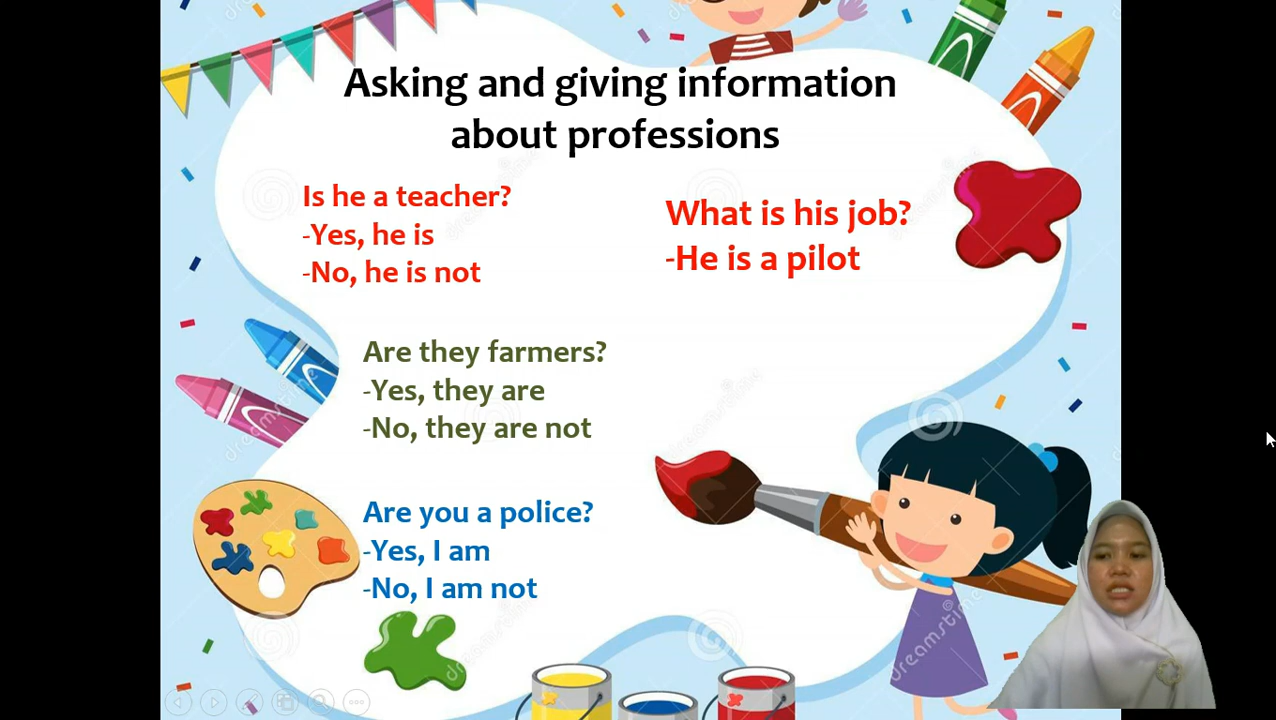 Asking and giving information
about professions
Is he a teacher?
-Yes, he is
-No, he is not
What is his job?
-He is a pilot
Are they farmers?
-Yes, they are
-No, they are not
Are you a police?
-Yes, I am
-No, I am not
dreamstime